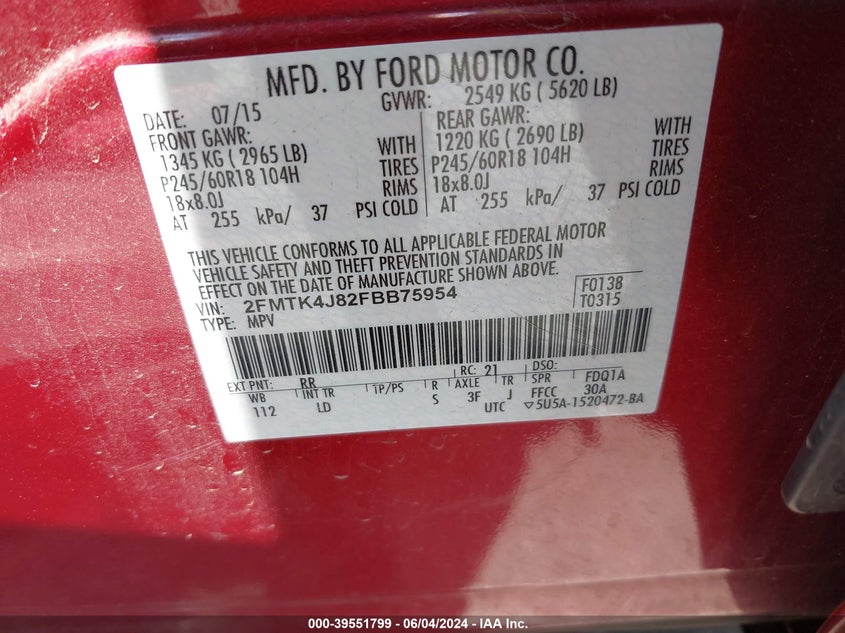 MFD. BY FORD MOTOR CO.
DATE: 07/15 GVWR: 2549 KG ( 5620 LB)
FRONT GAWR: REAR GAWR:
1345 KG ( 2965 LB) WITH 1220 KG ( 2690 LB) WITH
P245/60R18 104H TIRES P245/60R18 104H TIRES
18x8.0J RIMS 18x8.0J RIMS
AT 255 kPa/ 37 PSI COLD AT 255 kPa/ 37 PSI COLD
THIS VEHICLE CONFORMS TO ALL APPLICABLE FEDERAL MOTOR
VEHICLE SAFETY AND THEFT PREVENTION STANDARDS IN
EFFECT ON THE DATE OF MANUFACTURE SHOWN ABOVE.
VIN: 2FMTK4J82FBB75954 F0138
TYPE: MPV T0315
EXT PNT: RR RC: 21 DSO: FDQ1A
WB INT TR TP/PS R AXLE TR SPR 30A
112 LD S 3F J FFCC
UTC ▽5U5A-1520472-BA
000-39551799 - 06/04/2024 - IAA Inc.